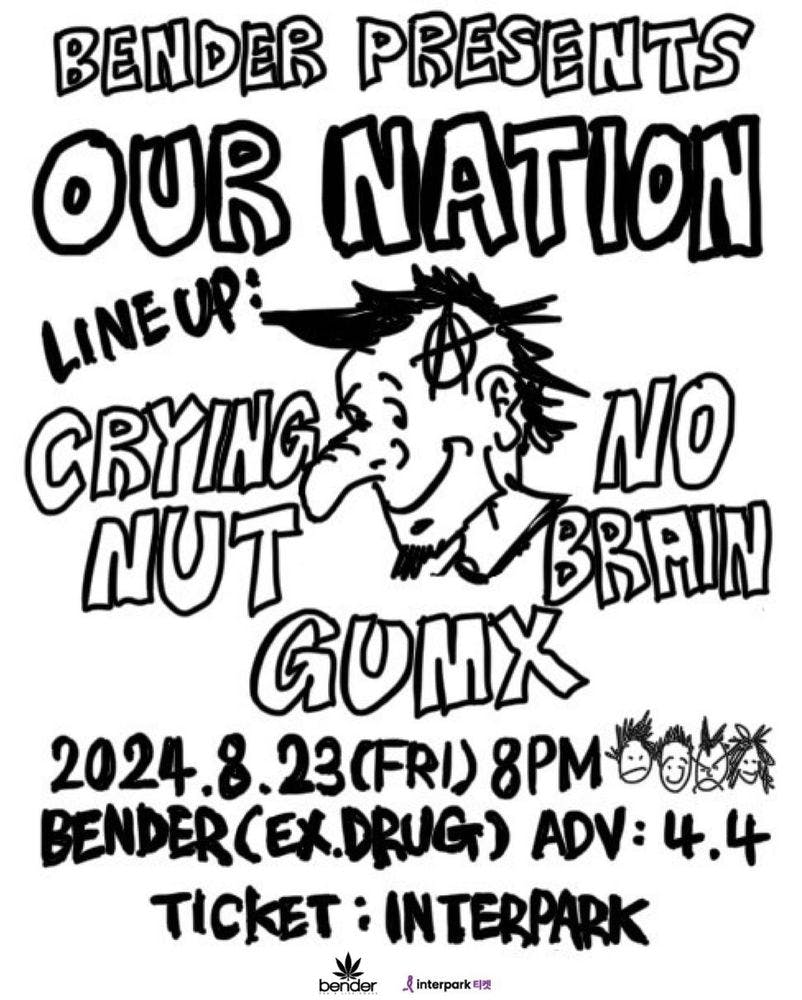 BENDER PRESENTS
OUR NATION
LINE UP:
CRYING
NUT
NO
BRAIN
GUMX
2024.8.23(FRI) 8PM
BENDER(EX.DRUG) ADV: 4.4
TICKET : INTERPARK
bender
interpark 티켓